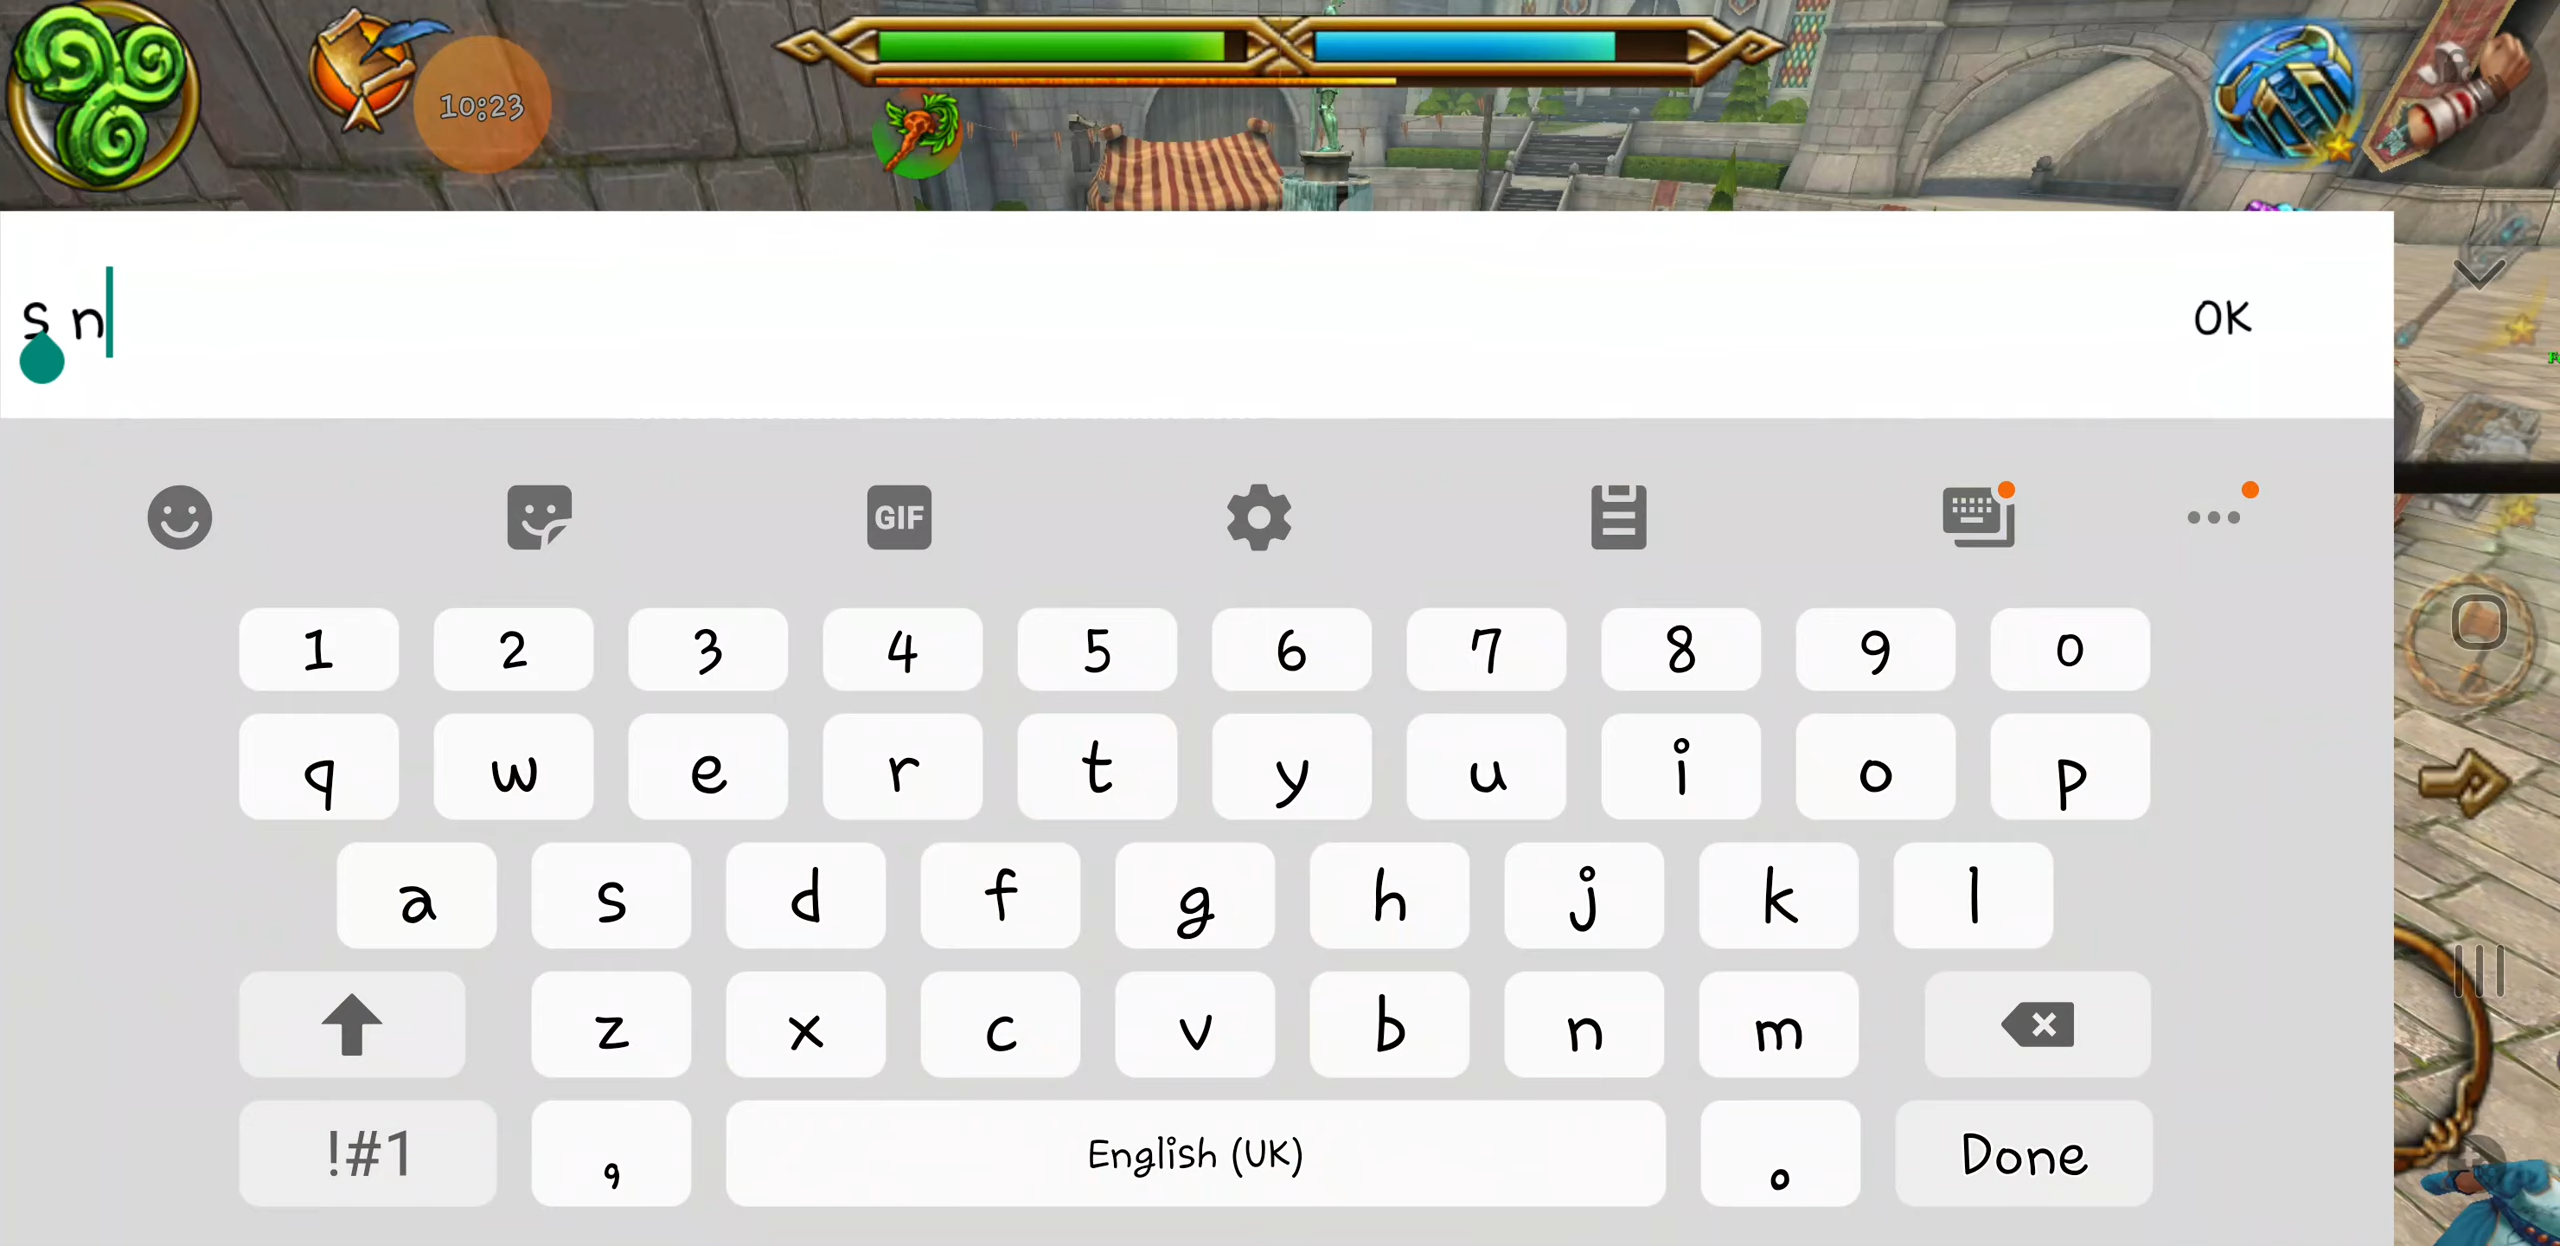 10:23
s n
OK
GIF
1 2 3 4 5 6 7 8 9 0
q w e r t y u i o p
a s d f g h j k l
z x c v b n m
!#1 , English (UK) . Done